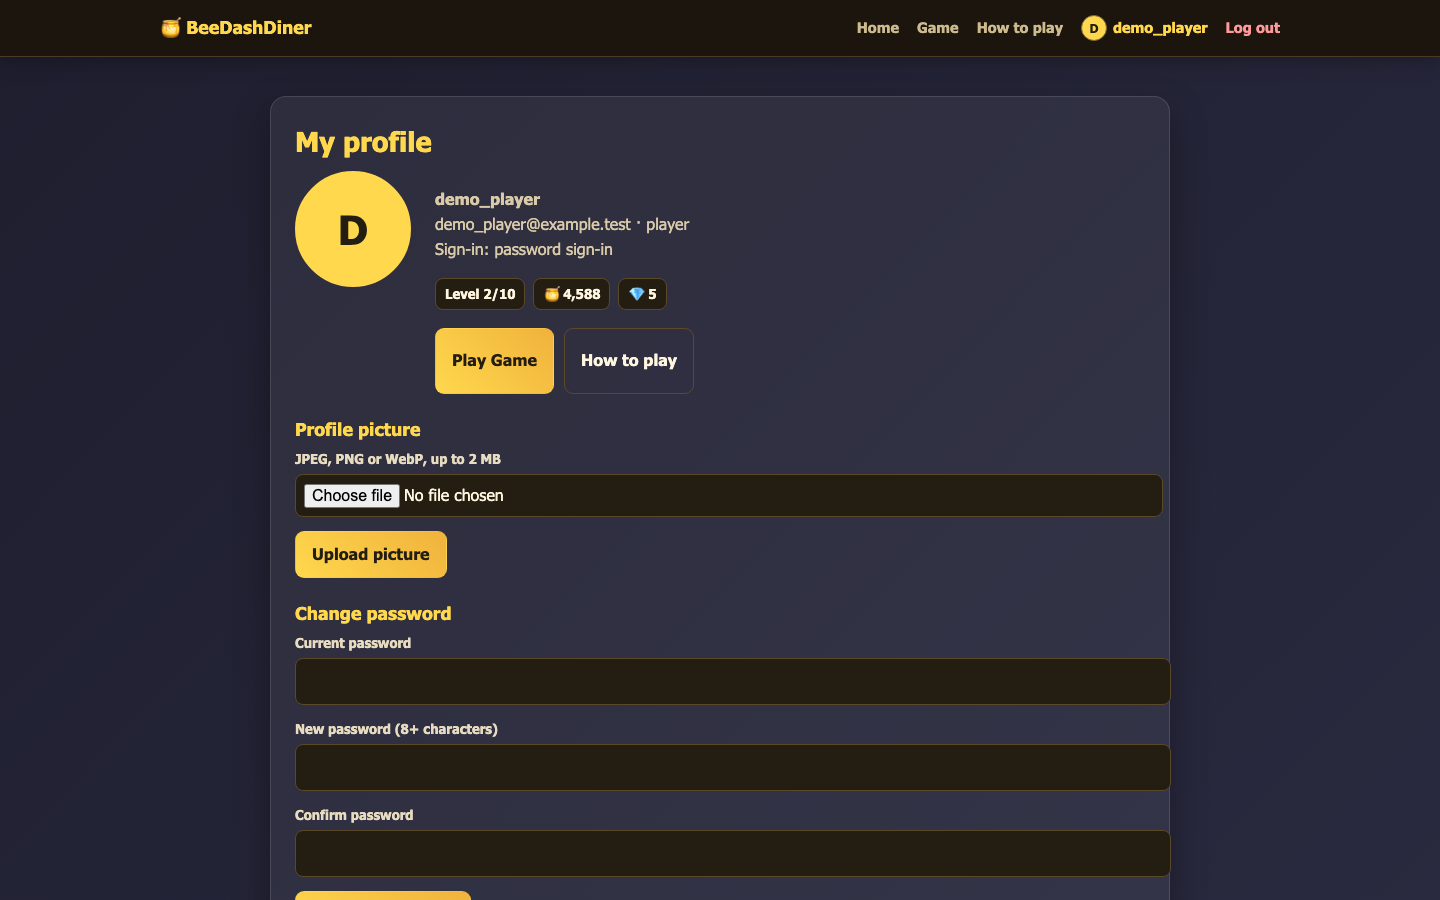 🍯 BeeDashDiner Home Game How to play D demo_player Log out
My profile
D
demo_player
demo_player@example.test · player
Sign-in: password sign-in
Level 2/10 🍯 4,588 💎 5
Play Game How to play
Profile picture
JPEG, PNG or WebP, up to 2 MB
Choose file No file chosen
Upload picture
Change password
Current password
New password (8+ characters)
Confirm password